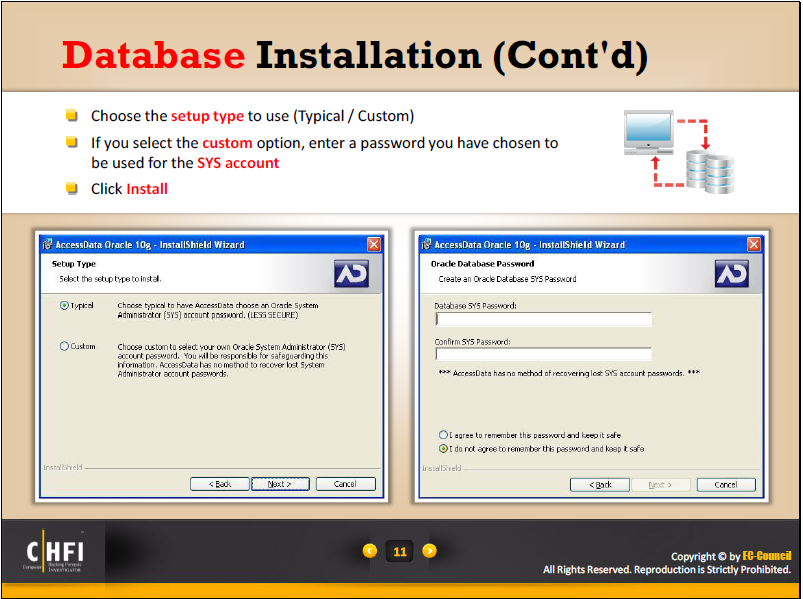 Database Installation (Cont'd)
Choose the setup type to use (Typical / Custom)
If you select the custom option, enter a password you have chosen to
be used for the SYS account
Click Install
AccessData Oracle 10g - InstallShield Wizard
Setup Type
Select the setup type to install.
Typical
Choose typical to have AccessData choose an Oracle System
Administrator (SYS) account password. (LESS SECURE)
Custom
Choose custom to select your own Oracle System Administrator (SYS)
account password. You will be responsible for safeguarding this
information. AccessData has no method to recover lost System
Administrator account passwords.
InstallShield
< Back
Next >
Cancel
AccessData Oracle 10g - InstallShield Wizard
Oracle Database Password
Create an Oracle Database SYS Password
Database SYS Password:
Confirm SYS Password:
*** AccessData has no method of recovering lost SYS account passwords. ***
I agree to remember this password and keep it safe
I do not agree to remember this password and keep it safe
InstallShield
< Back
Next >
Cancel
CHFI
Computer Hacking Forensic
INVESTIGATOR
11
Copyright © by EC-Council
All Rights Reserved. Reproduction is Strictly Prohibited.